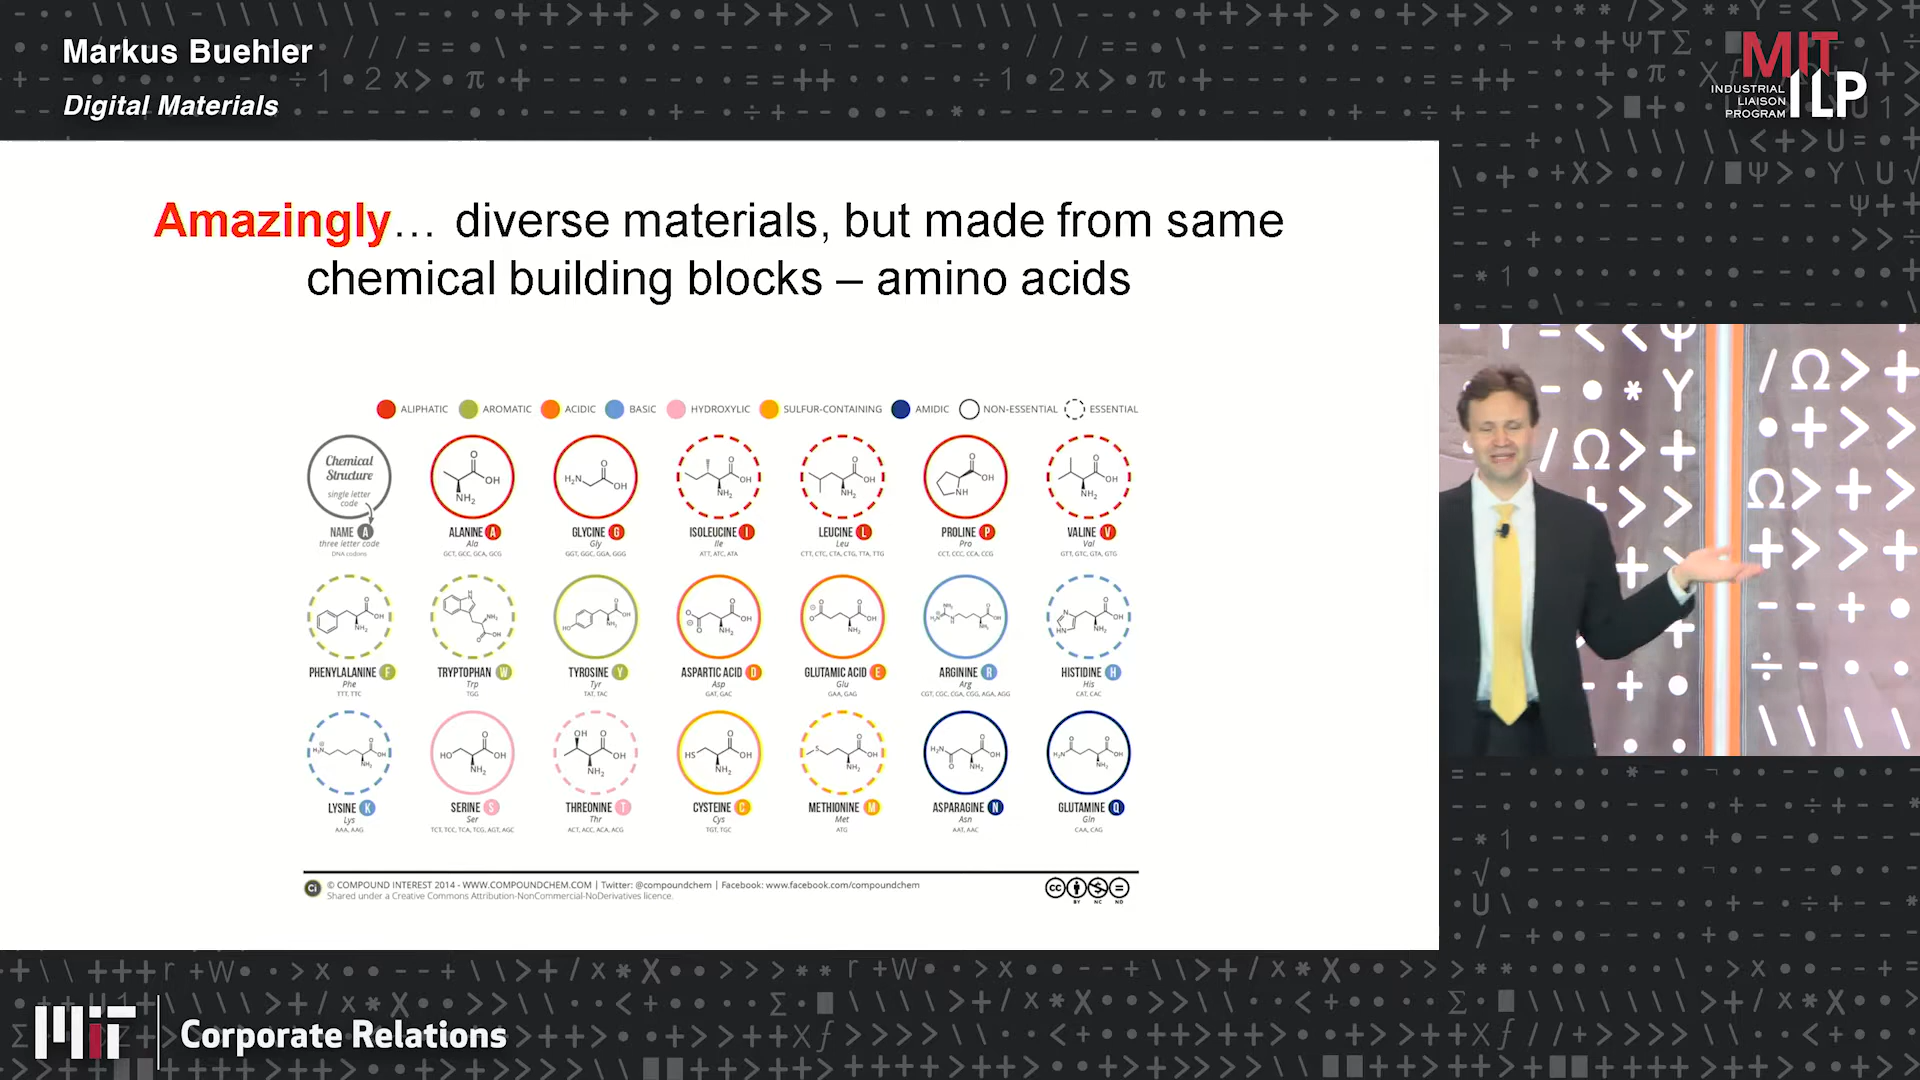 Markus Buehler
Digital Materials
MIT
INDUSTRIAL
LIAISON
PROGRAM
ILP
Amazingly… diverse materials, but made from same
chemical building blocks – amino acids
ALIPHATIC AROMATIC ACIDIC BASIC HYDROXYLIC SULFUR-CONTAINING AMIDIC NON-ESSENTIAL ESSENTIAL
Chemical
Structure
single letter
code
NAME A
three letter code
DNA codons
ALANINE A
Ala
GCT, GCC, GCA, GCG
GLYCINE G
Gly
GGT, GGC, GGA, GGG
ISOLEUCINE I
Ile
ATT, ATC, ATA
LEUCINE L
Leu
CTT, CTC, CTA, CTG, TTA, TTG
PROLINE P
Pro
CCT, CCC, CCA, CCG
VALINE V
Val
GTT, GTC, GTA, GTG
PHENYLALANINE F
Phe
TTT, TTC
TRYPTOPHAN W
Trp
TGG
TYROSINE Y
Tyr
TAT, TAC
ASPARTIC ACID D
Asp
GAT, GAC
GLUTAMIC ACID E
Glu
GAA, GAG
ARGININE R
Arg
CGT, CGC, CGA, CGG, AGA, AGG
HISTIDINE H
His
CAT, CAC
LYSINE K
Lys
AAA, AAG
SERINE S
Ser
TCT, TCC, TCA, TCG, AGT, AGC
THREONINE T
Thr
ACT, ACC, ACA, ACG
CYSTEINE C
Cys
TGT, TGC
METHIONINE M
Met
ATG
ASPARAGINE N
Asn
AAT, AAC
GLUTAMINE Q
Gln
CAA, CAG
Ci © COMPOUND INTEREST 2014 - WWW.COMPOUNDCHEM.COM | Twitter: @compoundchem | Facebook: www.facebook.com/compoundchem
Shared under a Creative Commons Attribution-NonCommercial-NoDerivatives licence.
cc BY NC ND
MIT Corporate Relations